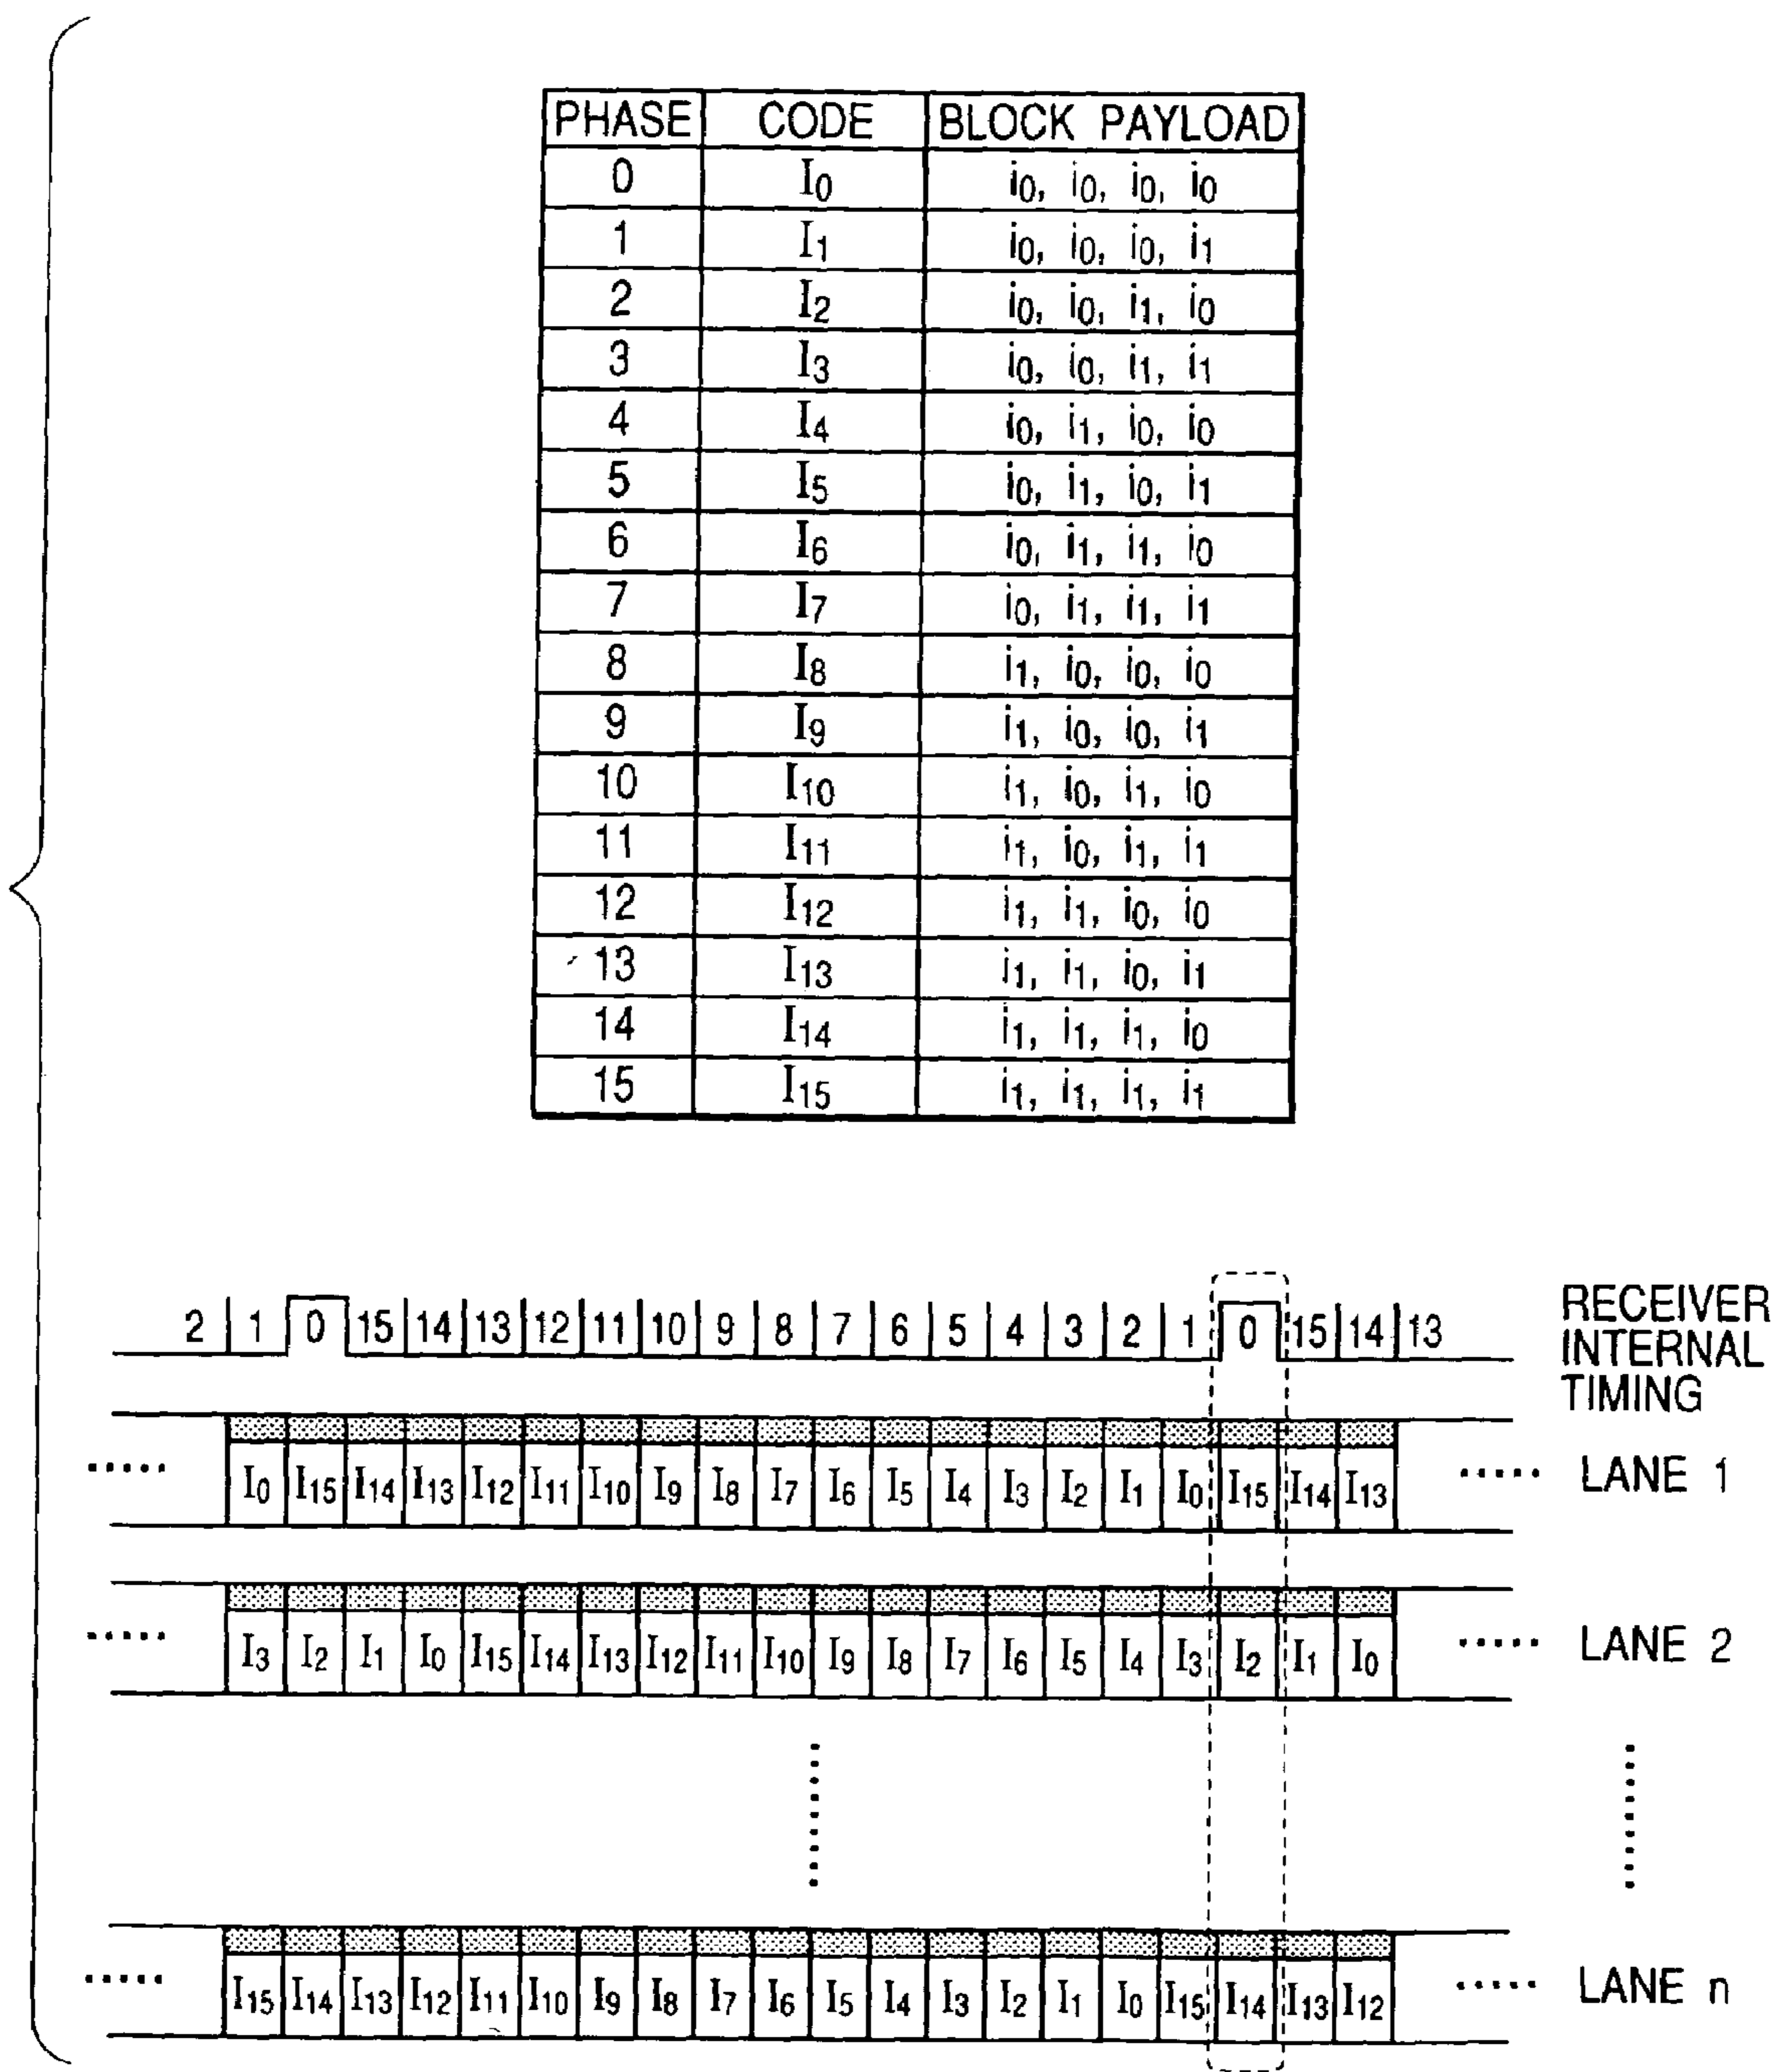 PHASE CODE BLOCK PAYLOAD
0 I0 i0, i0, i0, i0
1 I1 i0, i0, i0, i1
2 I2 i0, i0, i1, i0
3 I3 i0, i0, i1, i1
4 I4 i0, i1, i0, i0
5 I5 i0, i1, i0, i1
6 I6 i0, i1, i1, i0
7 I7 i0, i1, i1, i1
8 I8 i1, i0, i0, i0
9 I9 i1, i0, i0, i1
10 I10 i1, i0, i1, i0
11 I11 i1, i0, i1, i1
12 I12 i1, i1, i0, i0
13 I13 i1, i1, i0, i1
14 I14 i1, i1, i1, i0
15 I15 i1, i1, i1, i1
2 1 0 15 14 13 12 11 10 9 8 7 6 5 4 3 2 1 0 15 14 13
RECEIVER
INTERNAL
TIMING
I0 I15 I14 I13 I12 I11 I10 I9 I8 I7 I6 I5 I4 I3 I2 I1 I0 I15 I14 I13 LANE 1
I3 I2 I1 I0 I15 I14 I13 I12 I11 I10 I9 I8 I7 I6 I5 I4 I3 I2 I1 I0 LANE 2
I15 I14 I13 I12 I11 I10 I9 I8 I7 I6 I5 I4 I3 I2 I1 I0 I15 I14 I13 I12 LANE n